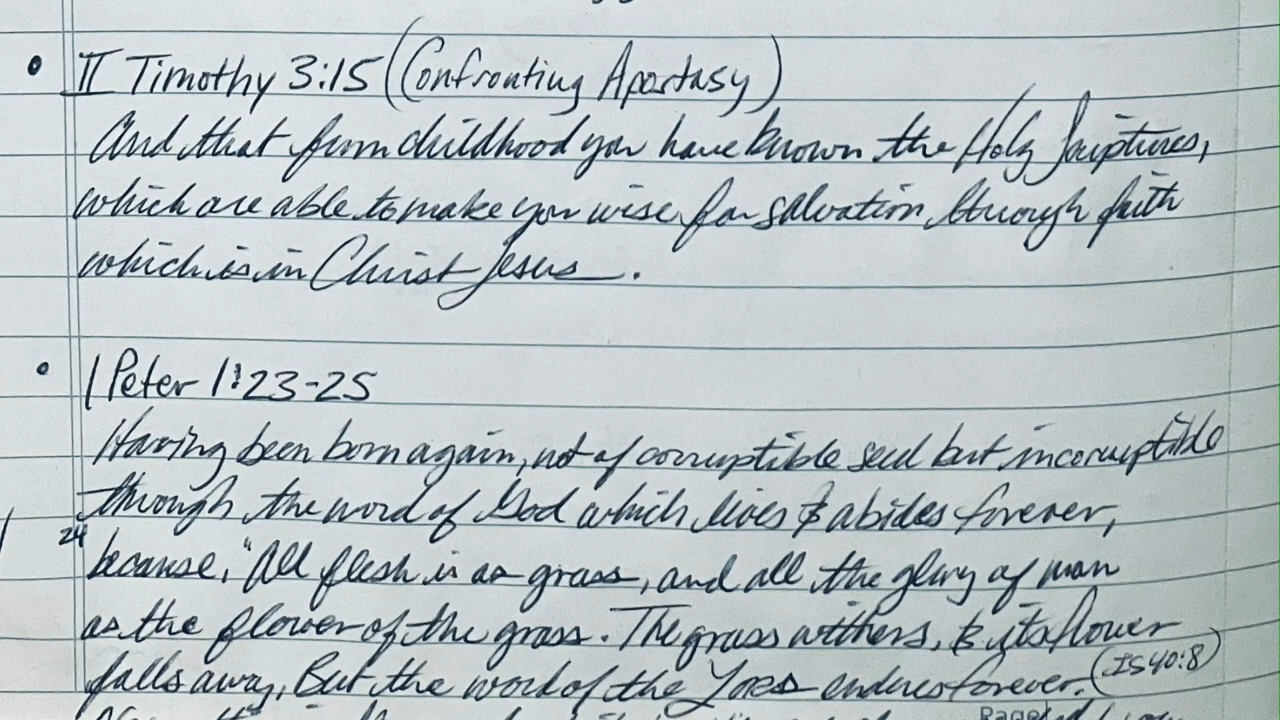 • II Timothy 3:15 (Confronting Apostasy)
And that from childhood you have known the Holy Scriptures,
which are able to make you wise for salvation through faith
which is in Christ Jesus.
• 1 Peter 1:23-25
Having been born again, not of corruptible seed but incorruptible
through the word of God which lives & abides forever,
24 because, "All flesh is as grass, and all the glory of man
as the flower of the grass. The grass withers, & its flower
falls away, But the word of the Lord endures forever. (IS 40:8)